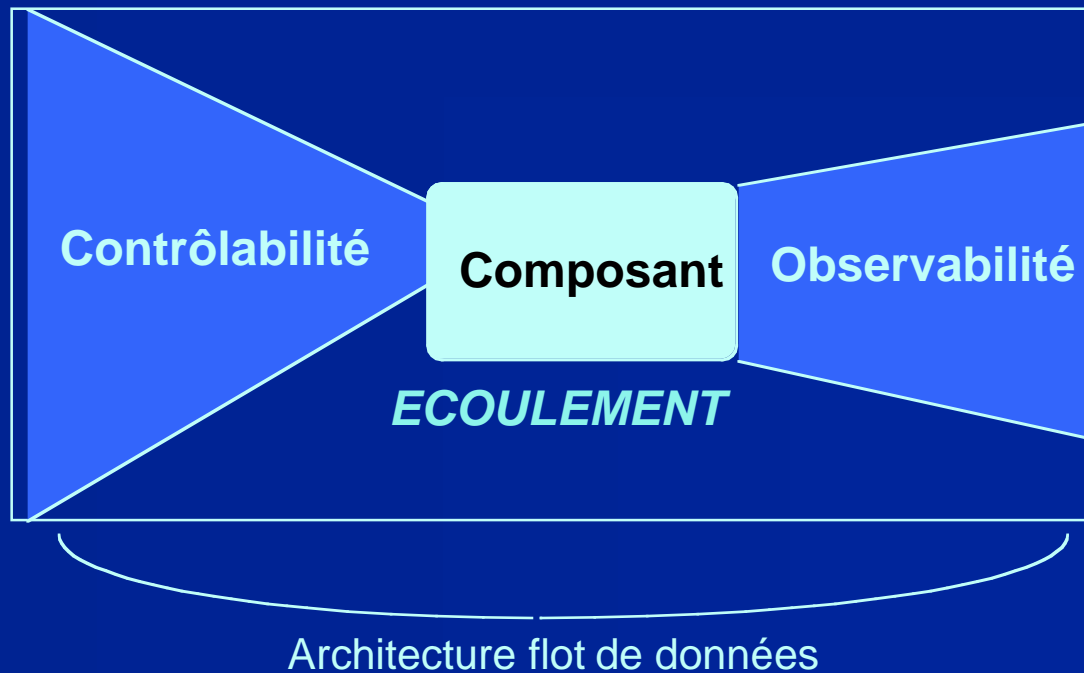 Contrôlabilité
Composant
Observabilité
ECOULEMENT
Architecture flot de données